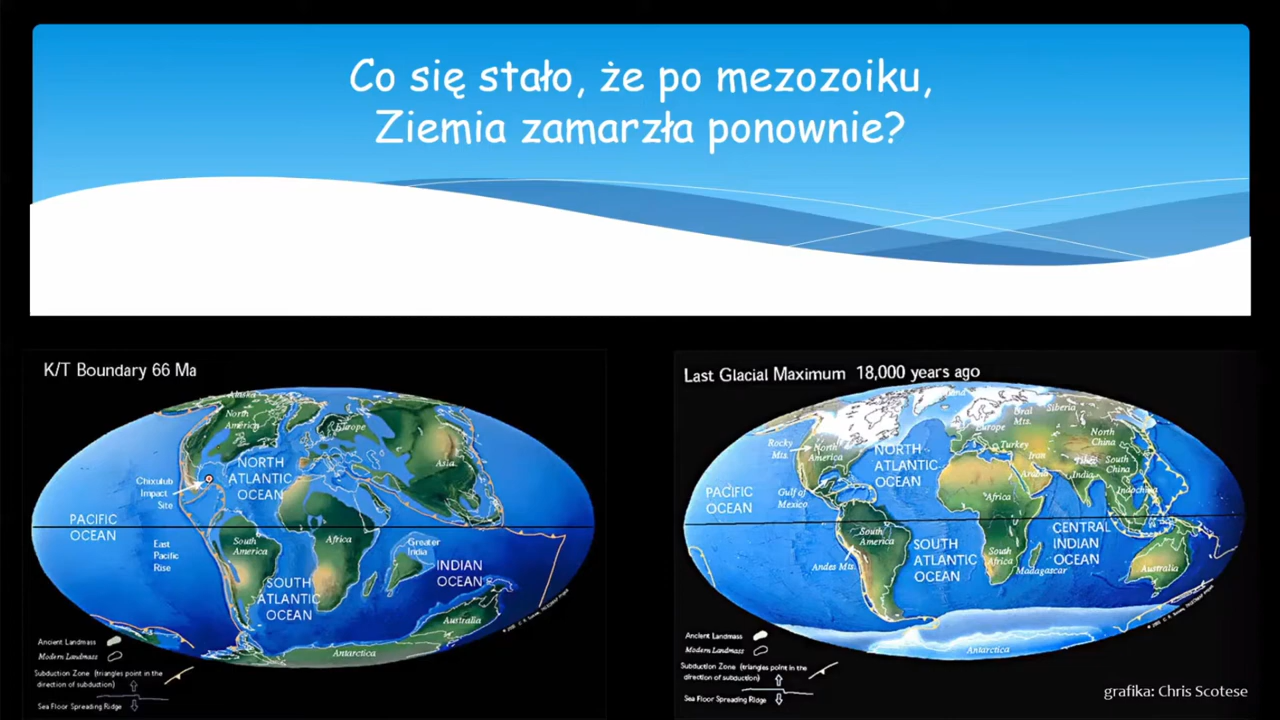 Co się stało, że po mezozoiku,
Ziemia zamarzła ponownie?
K/T Boundary 66 Ma
Alaska
North
America
Europe
Asia
NORTH
ATLANTIC
OCEAN
Chicxulub
Impact
Site
PACIFIC
OCEAN
East
Pacific
Rise
South
America
Africa
Greater
India
INDIAN
OCEAN
SOUTH
ATLANTIC
OCEAN
Australia
Antarctica
Ancient Landmass
Modern Landmass
Subduction Zone (triangles point in the
direction of subduction)
Sea Floor Spreading Ridge
Last Glacial Maximum 18,000 years ago
Ural
Mts.
Siberia
Europe
Rocky
Mts.
North
America
NORTH
ATLANTIC
OCEAN
Turkey
Iran
Arabia
Tibet
North
China
South
China
India
Indochina
PACIFIC
OCEAN
Gulf of
Mexico
Africa
South
America
CENTRAL
INDIAN
OCEAN
SOUTH
ATLANTIC
OCEAN
South
Africa
Andes Mts.
Madagascar
Australia
Antarctica
Ancient Landmass
Modern Landmass
Subduction Zone (triangles point in the
direction of subduction)
Sea Floor Spreading Ridge
grafika: Chris Scotese